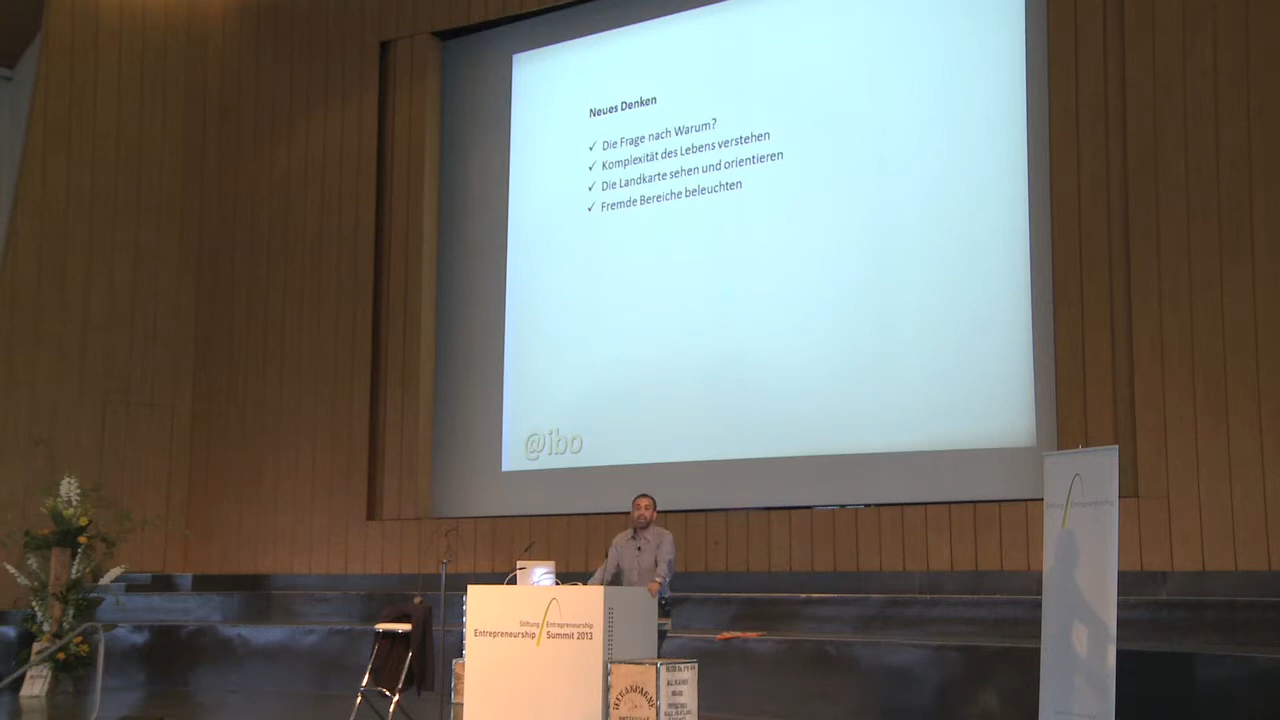 Neues Denken
✓ Die Frage nach Warum?
✓ Komplexität des Lebens verstehen
✓ Die Landkarte sehen und orientieren
✓ Fremde Bereiche beleuchten
@ibo
Stiftung Entrepreneurship
Entrepreneurship Summit 2013
Stiftung Entrepreneurship
TEEKAMPAGNE